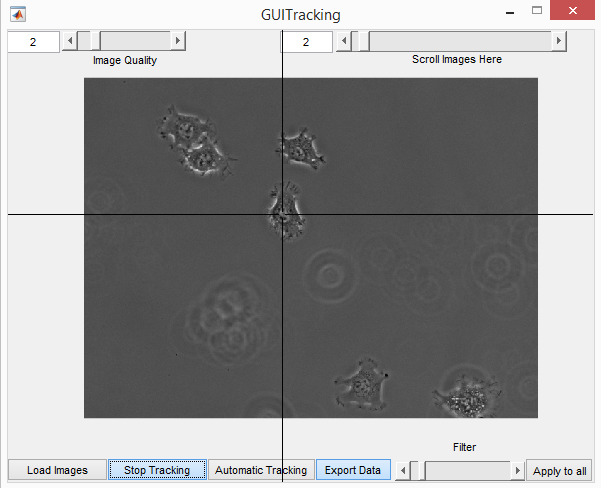 GUITracking
2
2
Image Quality
Scroll Images Here
Filter
Load Images
Stop Tracking
Automatic Tracking
Export Data
Apply to all